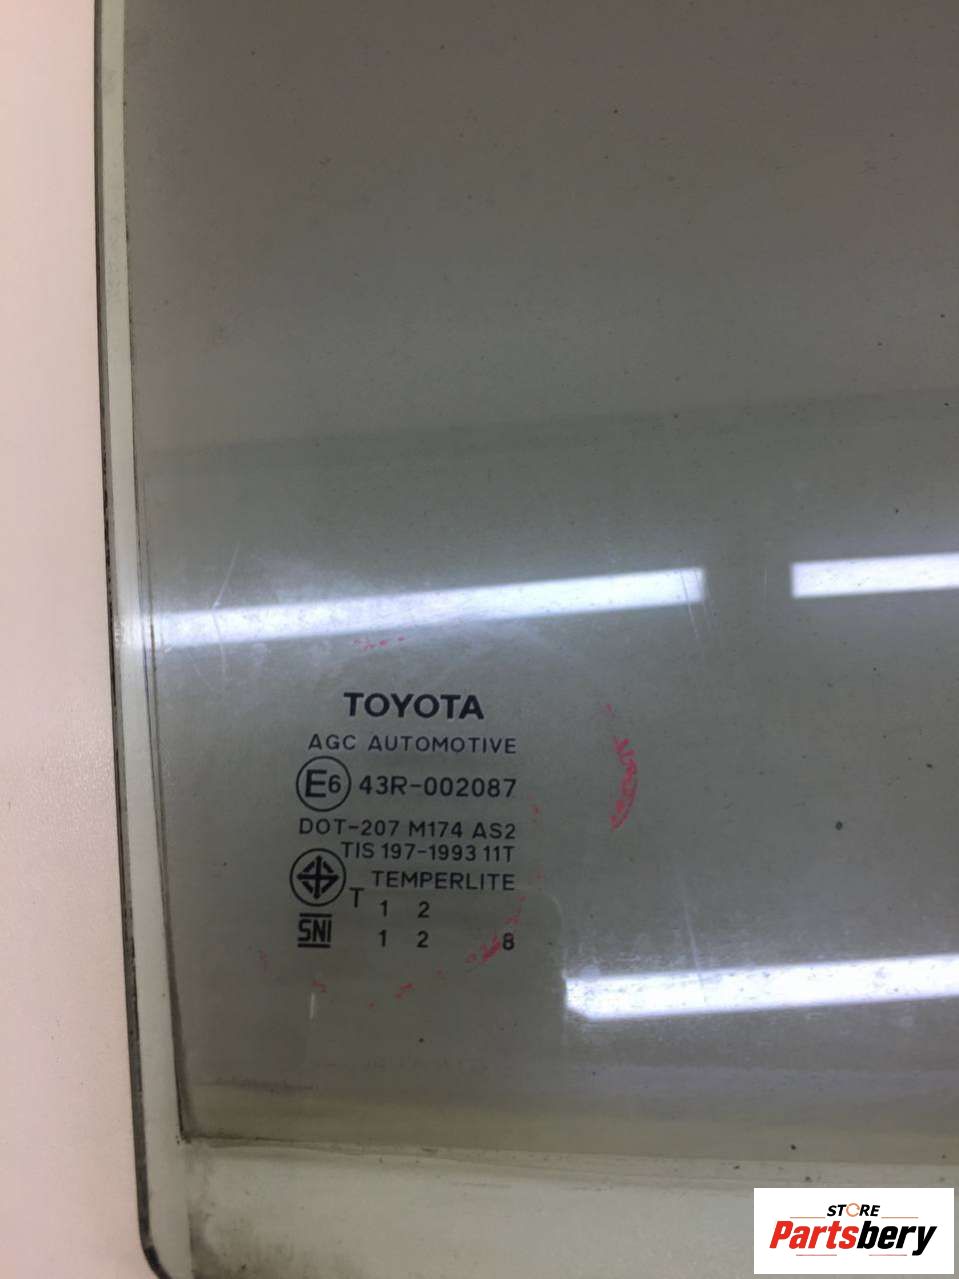 TOYOTA
AGC AUTOMOTIVE
E6 43R-002087
DOT-207 M174 AS2
TIS 197-1993 11T
TEMPERLITE
T 1 2
SNI 1 2 8
STORE
Partsbery